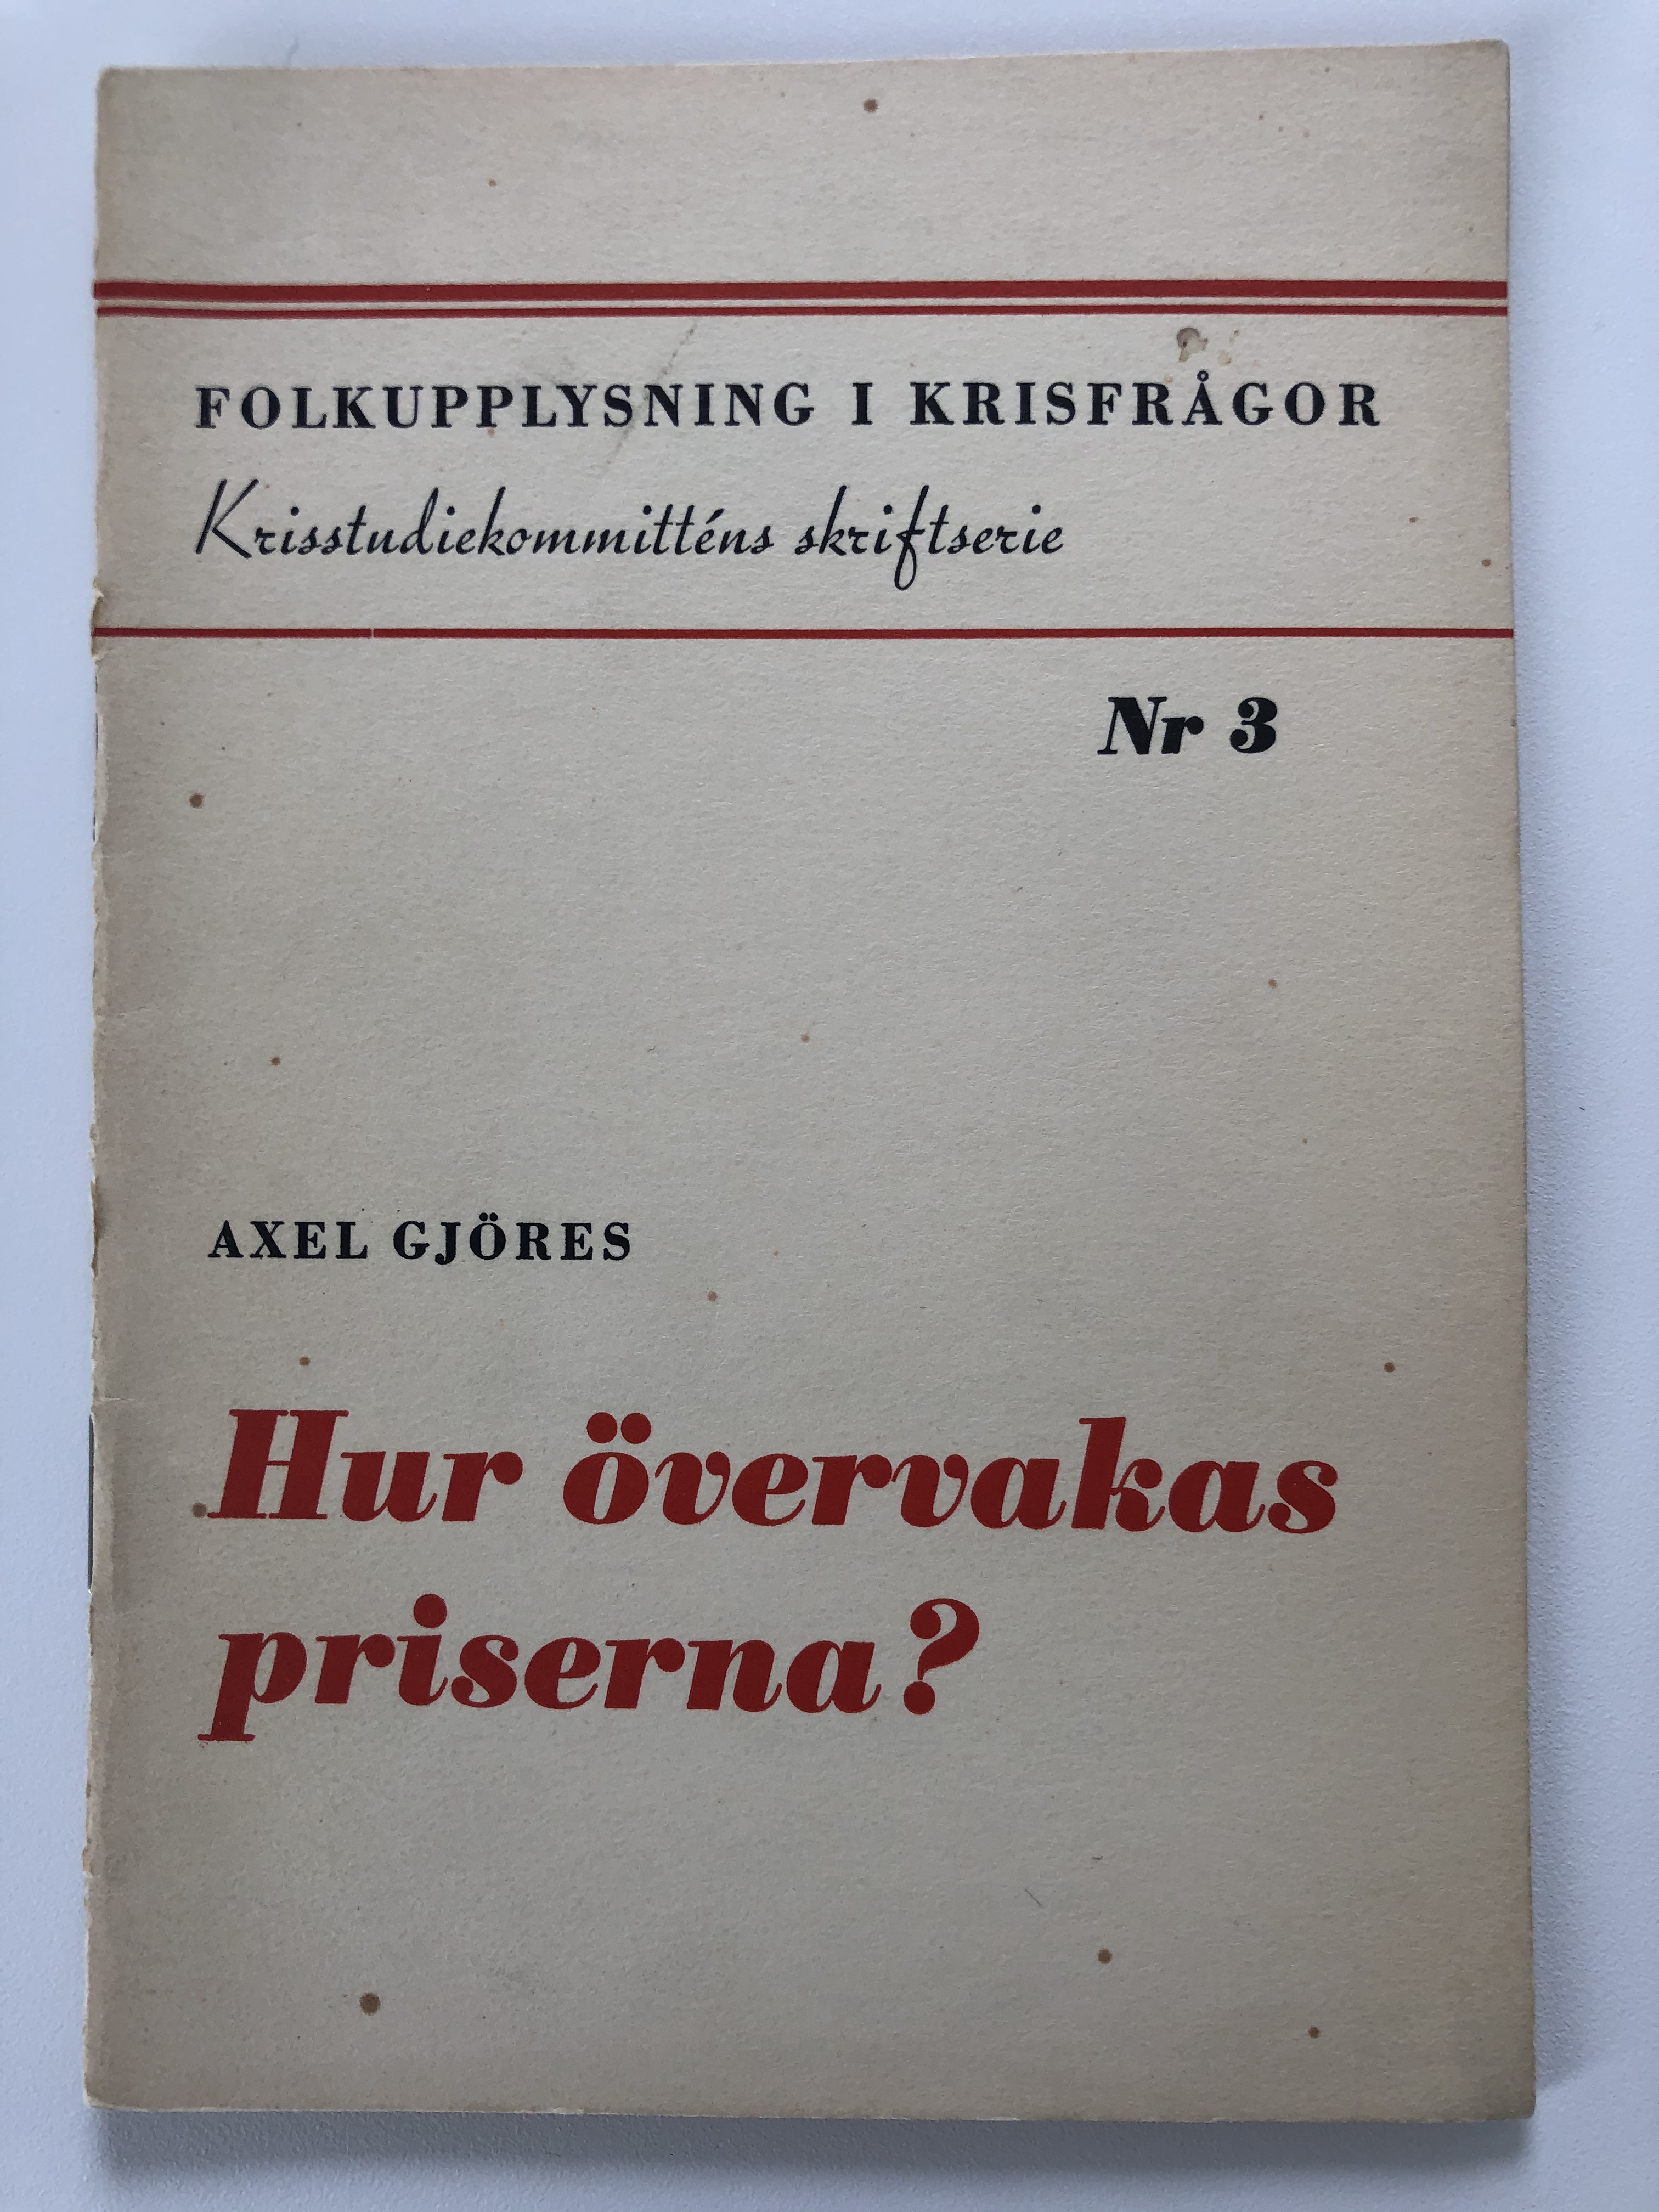 FOLKUPPLYSNING I KRISFRÅGOR
Krisstudiekommitténs skriftserie
Nr 3
AXEL GJÖRES
Hur övervakas
priserna?